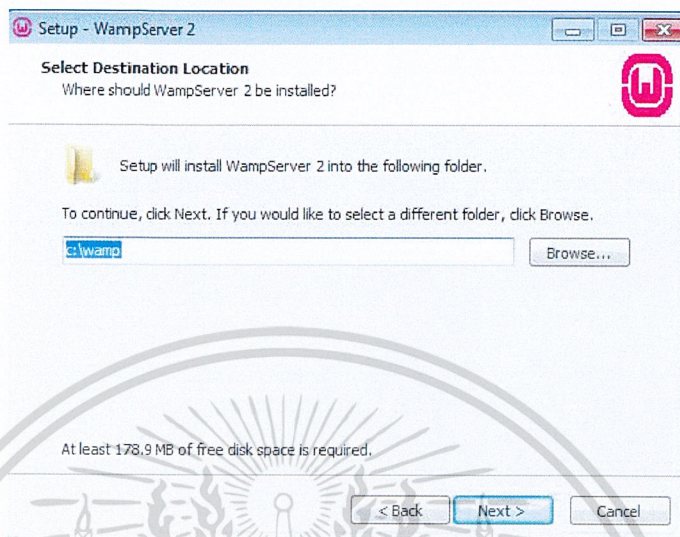 Setup - WampServer 2
Select Destination Location
Where should WampServer 2 be installed?
Setup will install WampServer 2 into the following folder.
To continue, click Next. If you would like to select a different folder, click Browse.
c:\wamp
Browse...
At least 178.9 MB of free disk space is required.
< Back
Next >
Cancel